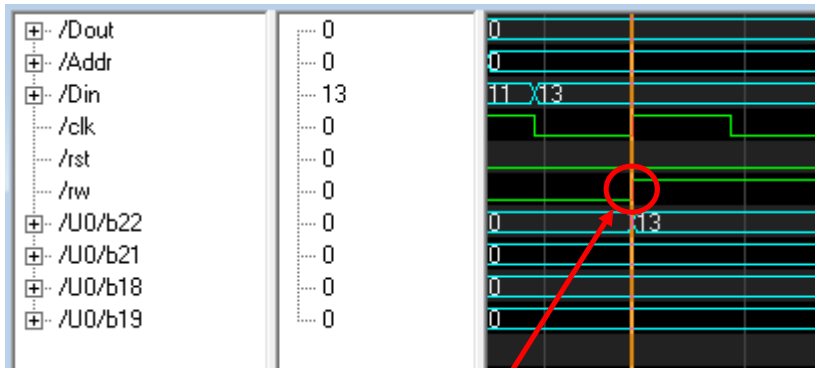 /Dout 0 0
/Addr 0 0
/Din 13 11 13
/clk 0
/rst 0
/rw 0
/U0/b22 0 0 13
/U0/b21 0 0
/U0/b18 0 0
/U0/b19 0 0